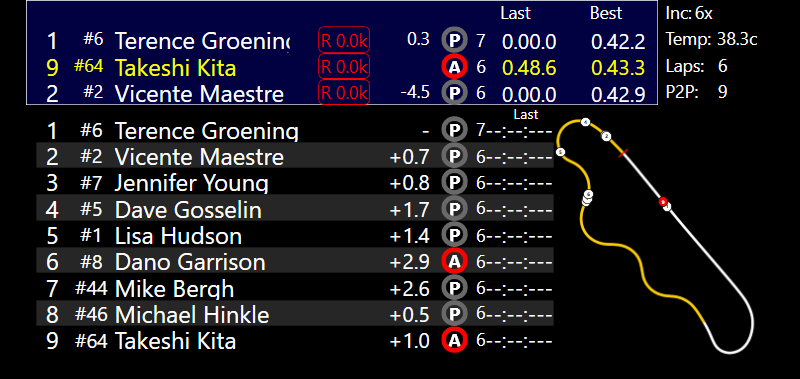 Last Best Inc: 6x
1 #6 Terence Groening R 0.0k 0.3 P 7 0.00.0 0.42.2 Temp: 38.3c
9 #64 Takeshi Kita R 0.0k A 6 0.48.6 0.43.3 Laps: 6
2 #2 Vicente Maestre R 0.0k -4.5 P 6 0.00.0 0.42.9 P2P: 9
Last
1 #6 Terence Groening - P 7--:--:---
2 #2 Vicente Maestre +0.7 P 6--:--:---
3 #7 Jennifer Young +0.8 P 6--:--:---
4 #5 Dave Gosselin +1.7 P 6--:--:---
5 #1 Lisa Hudson +1.4 P 6--:--:---
6 #8 Dano Garrison +2.9 A 6--:--:---
7 #44 Mike Bergh +2.6 P 6--:--:---
8 #46 Michael Hinkle +0.5 P 6--:--:---
9 #64 Takeshi Kita +1.0 A 6--:--:---